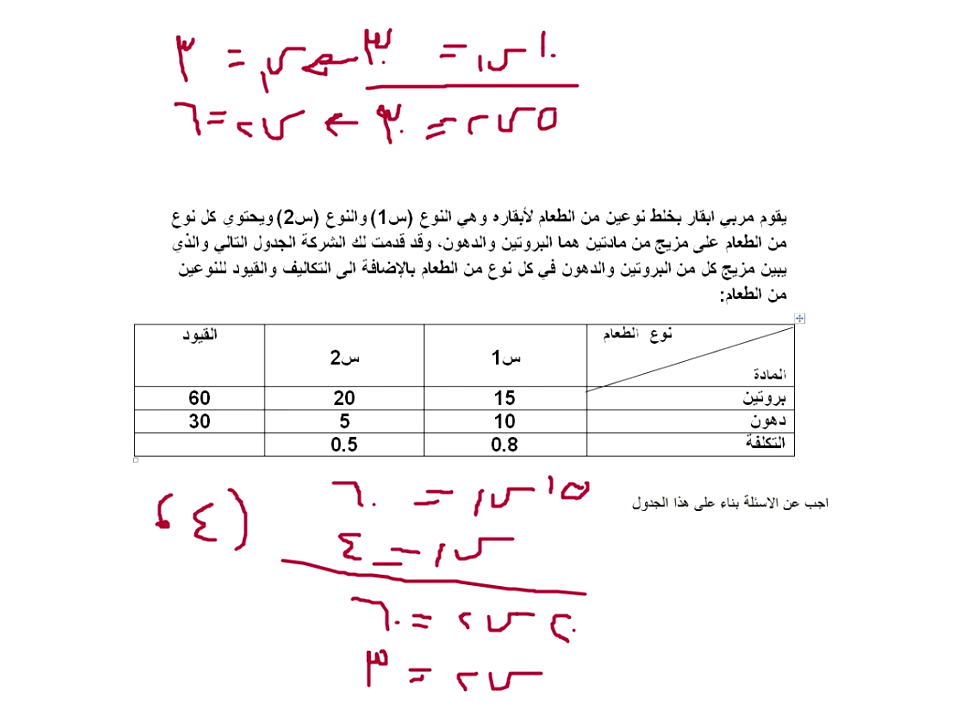 ١٠س١ = ٣٠ ← س١ = ٣
٥س٢ = ٣٠ ← س٢ = ٦
يقوم مربي ابقار بخلط نوعين من الطعام لأبقاره وهي النوع (س1) والنوع (س2) ويحتوي كل نوع
من الطعام على مزيج من مادتين هما البروتين والدهون، وقد قدمت لك الشركة الجدول التالي والذي
يبين مزيج كل من البروتين والدهون في كل نوع من الطعام بالإضافة الى التكاليف والقيود للنوعين
من الطعام:
نوع الطعام
المادة س1 س2 القيود
بروتين 15 20 60
دهون 10 5 30
التكلفة 0.8 0.5
اجب عن الاسئلة بناء على هذا الجدول
١٥س١ = ٦٠
س١ = ٤
(٤،
٢٠س٢ = ٦٠
س٢ = ٣